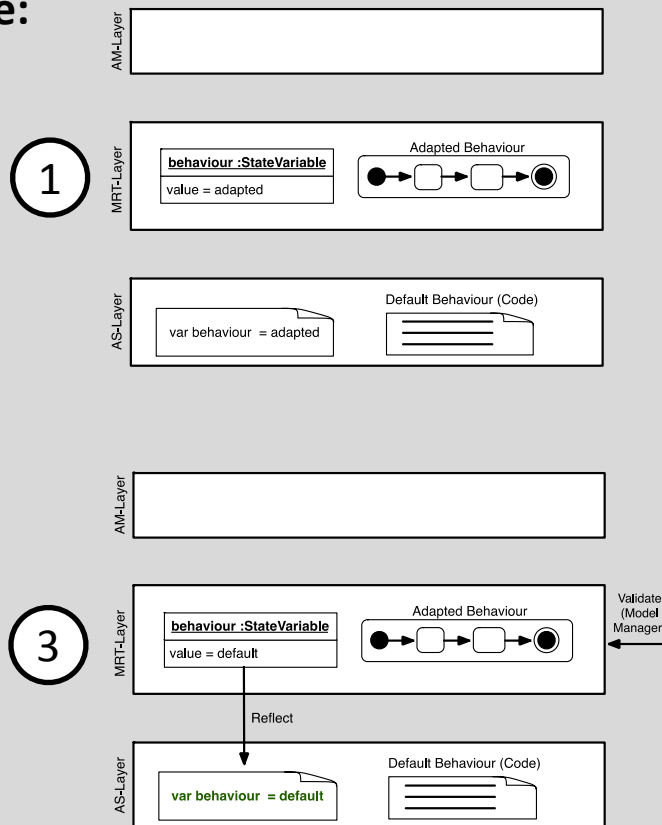 e:
AM-Layer
1
MRT-Layer
behaviour :StateVariable
value = adapted
Adapted Behaviour
AS-Layer
var behaviour = adapted
Default Behaviour (Code)
AM-Layer
3
MRT-Layer
behaviour :StateVariable
value = default
Adapted Behaviour
Validate
(Model
Manager
Reflect
AS-Layer
var behaviour = default
Default Behaviour (Code)